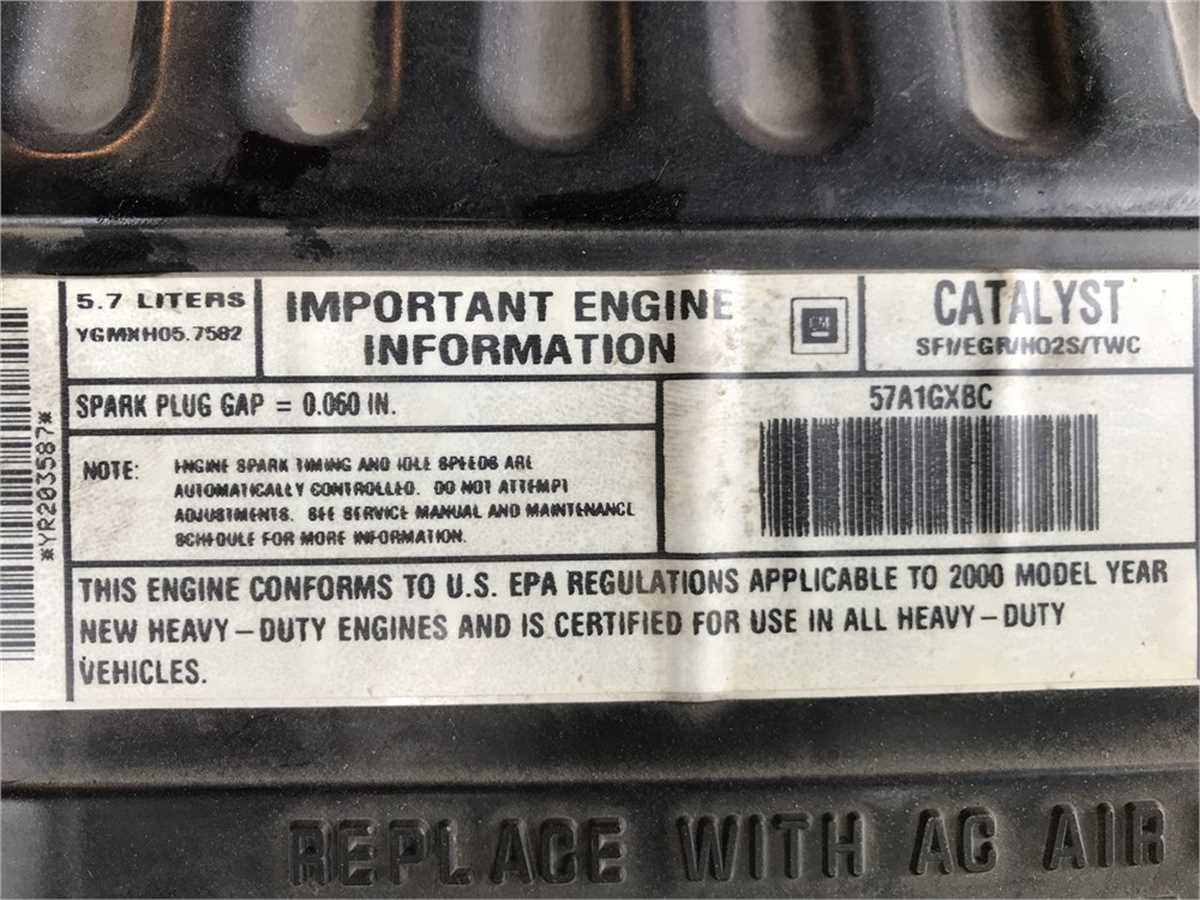 5.7 LITERS
YGMXH05.7582
IMPORTANT ENGINE
INFORMATION
GM
CATALYST
SFI/EGR/HO2S/TWC
SPARK PLUG GAP = 0.060 IN.
57A1GXBC
*YR203587*
NOTE: ENGINE SPARK TIMING AND IDLE SPEEDS ARE
AUTOMATICALLY CONTROLLED. DO NOT ATTEMPT
ADJUSTMENTS. SEE SERVICE MANUAL AND MAINTENANCE
SCHEDULE FOR MORE INFORMATION.
THIS ENGINE CONFORMS TO U.S. EPA REGULATIONS APPLICABLE TO 2000 MODEL YEAR
NEW HEAVY-DUTY ENGINES AND IS CERTIFIED FOR USE IN ALL HEAVY-DUTY
VEHICLES.
REPLACE WITH AC AIR